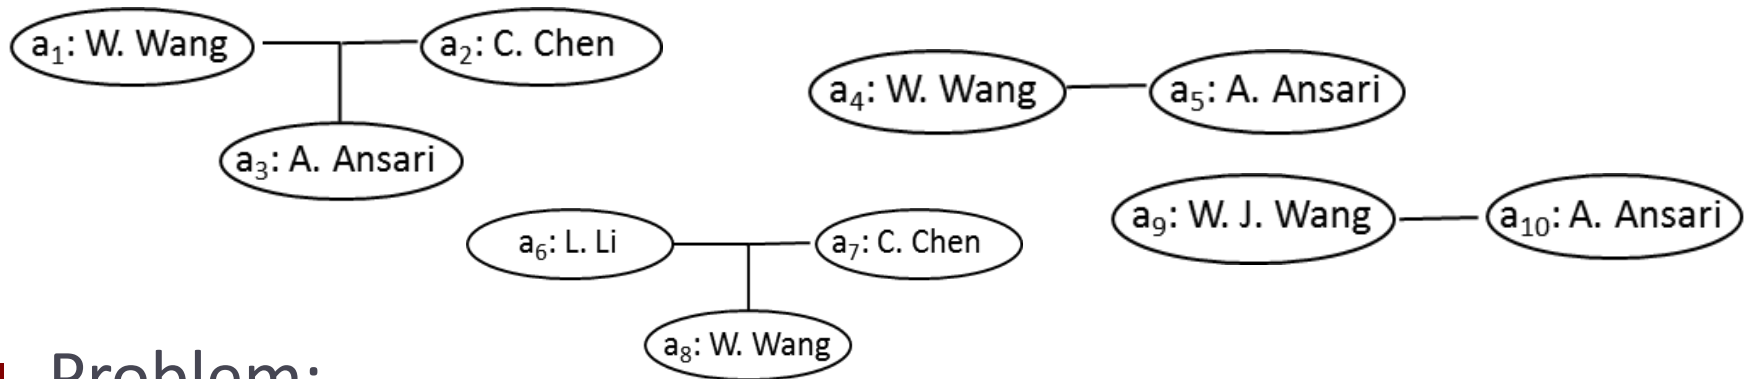 a₁: W. Wang
a₂: C. Chen
a₃: A. Ansari
a₄: W. Wang
a₅: A. Ansari
a₆: L. Li
a₇: C. Chen
a₈: W. Wang
a₉: W. J. Wang
a₁₀: A. Ansari
Problem: